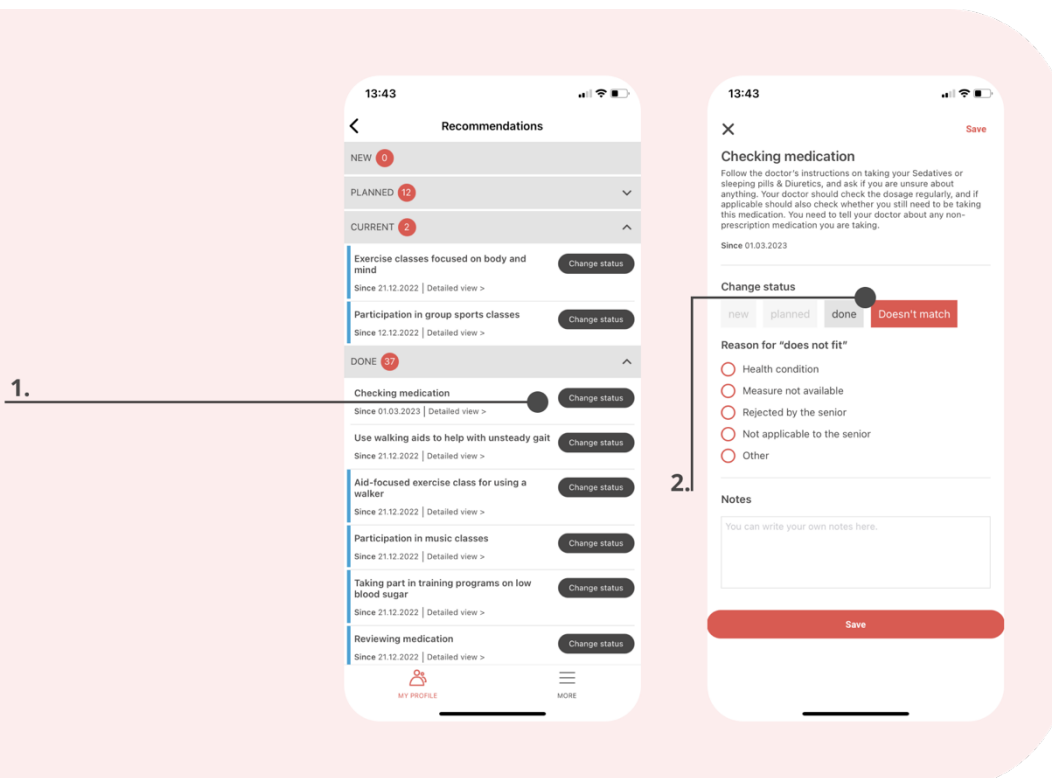 1.
13:43
Recommendations
NEW 0
PLANNED 12
CURRENT 2
Exercise classes focused on body and
mind
Since 21.12.2022 | Detailed view >
Change status
Participation in group sports classes
Since 12.12.2022 | Detailed view >
Change status
DONE 37
Checking medication
Since 01.03.2023 | Detailed view >
Change status
Use walking aids to help with unsteady gait
Since 21.12.2022 | Detailed view >
Change status
Aid-focused exercise class for using a
walker
Since 21.12.2022 | Detailed view >
Change status
Participation in music classes
Since 21.12.2022 | Detailed view >
Change status
Taking part in training programs on low
blood sugar
Since 21.12.2022 | Detailed view >
Change status
Reviewing medication
Since 21.12.2022 | Detailed view >
Change status
MY PROFILE
MORE
2.
13:43
Save
Checking medication
Follow the doctor's instructions on taking your Sedatives or
sleeping pills & Diuretics, and ask if you are unsure about
anything. Your doctor should check the dosage regularly, and if
applicable should also check whether you still need to be taking
this medication. You need to tell your doctor about any non-
prescription medication you are taking.
Since 01.03.2023
Change status
new planned done Doesn't match
Reason for "does not fit"
Health condition
Measure not available
Rejected by the senior
Not applicable to the senior
Other
Notes
You can write your own notes here.
Save